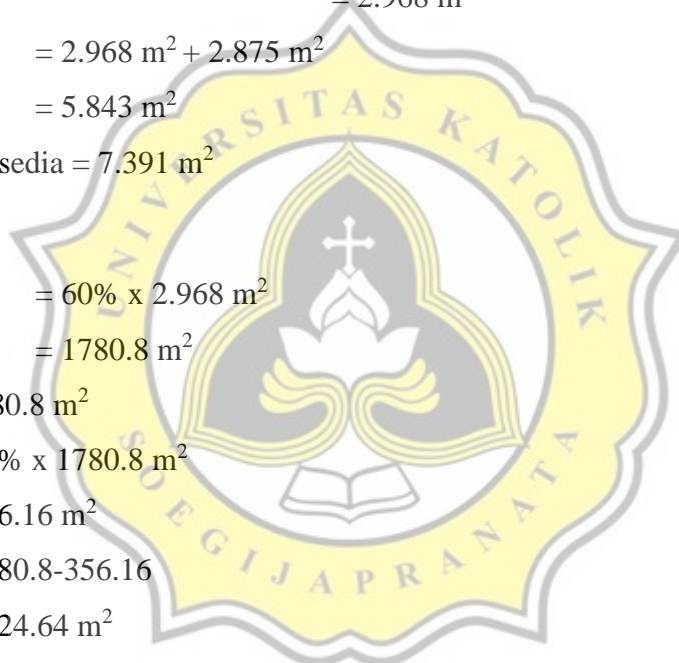 = 2.968 m²
= 2.968 m² + 2.875 m²
= 5.843 m²
sedia = 7.391 m²
= 60% x 2.968 m²
= 1780.8 m²
80.8 m²
% x 1780.8 m²
6.16 m²
80.8-356.16
24.64 m²
UNIVERSITAS KATOLIK
SOEGIJAPRANATA